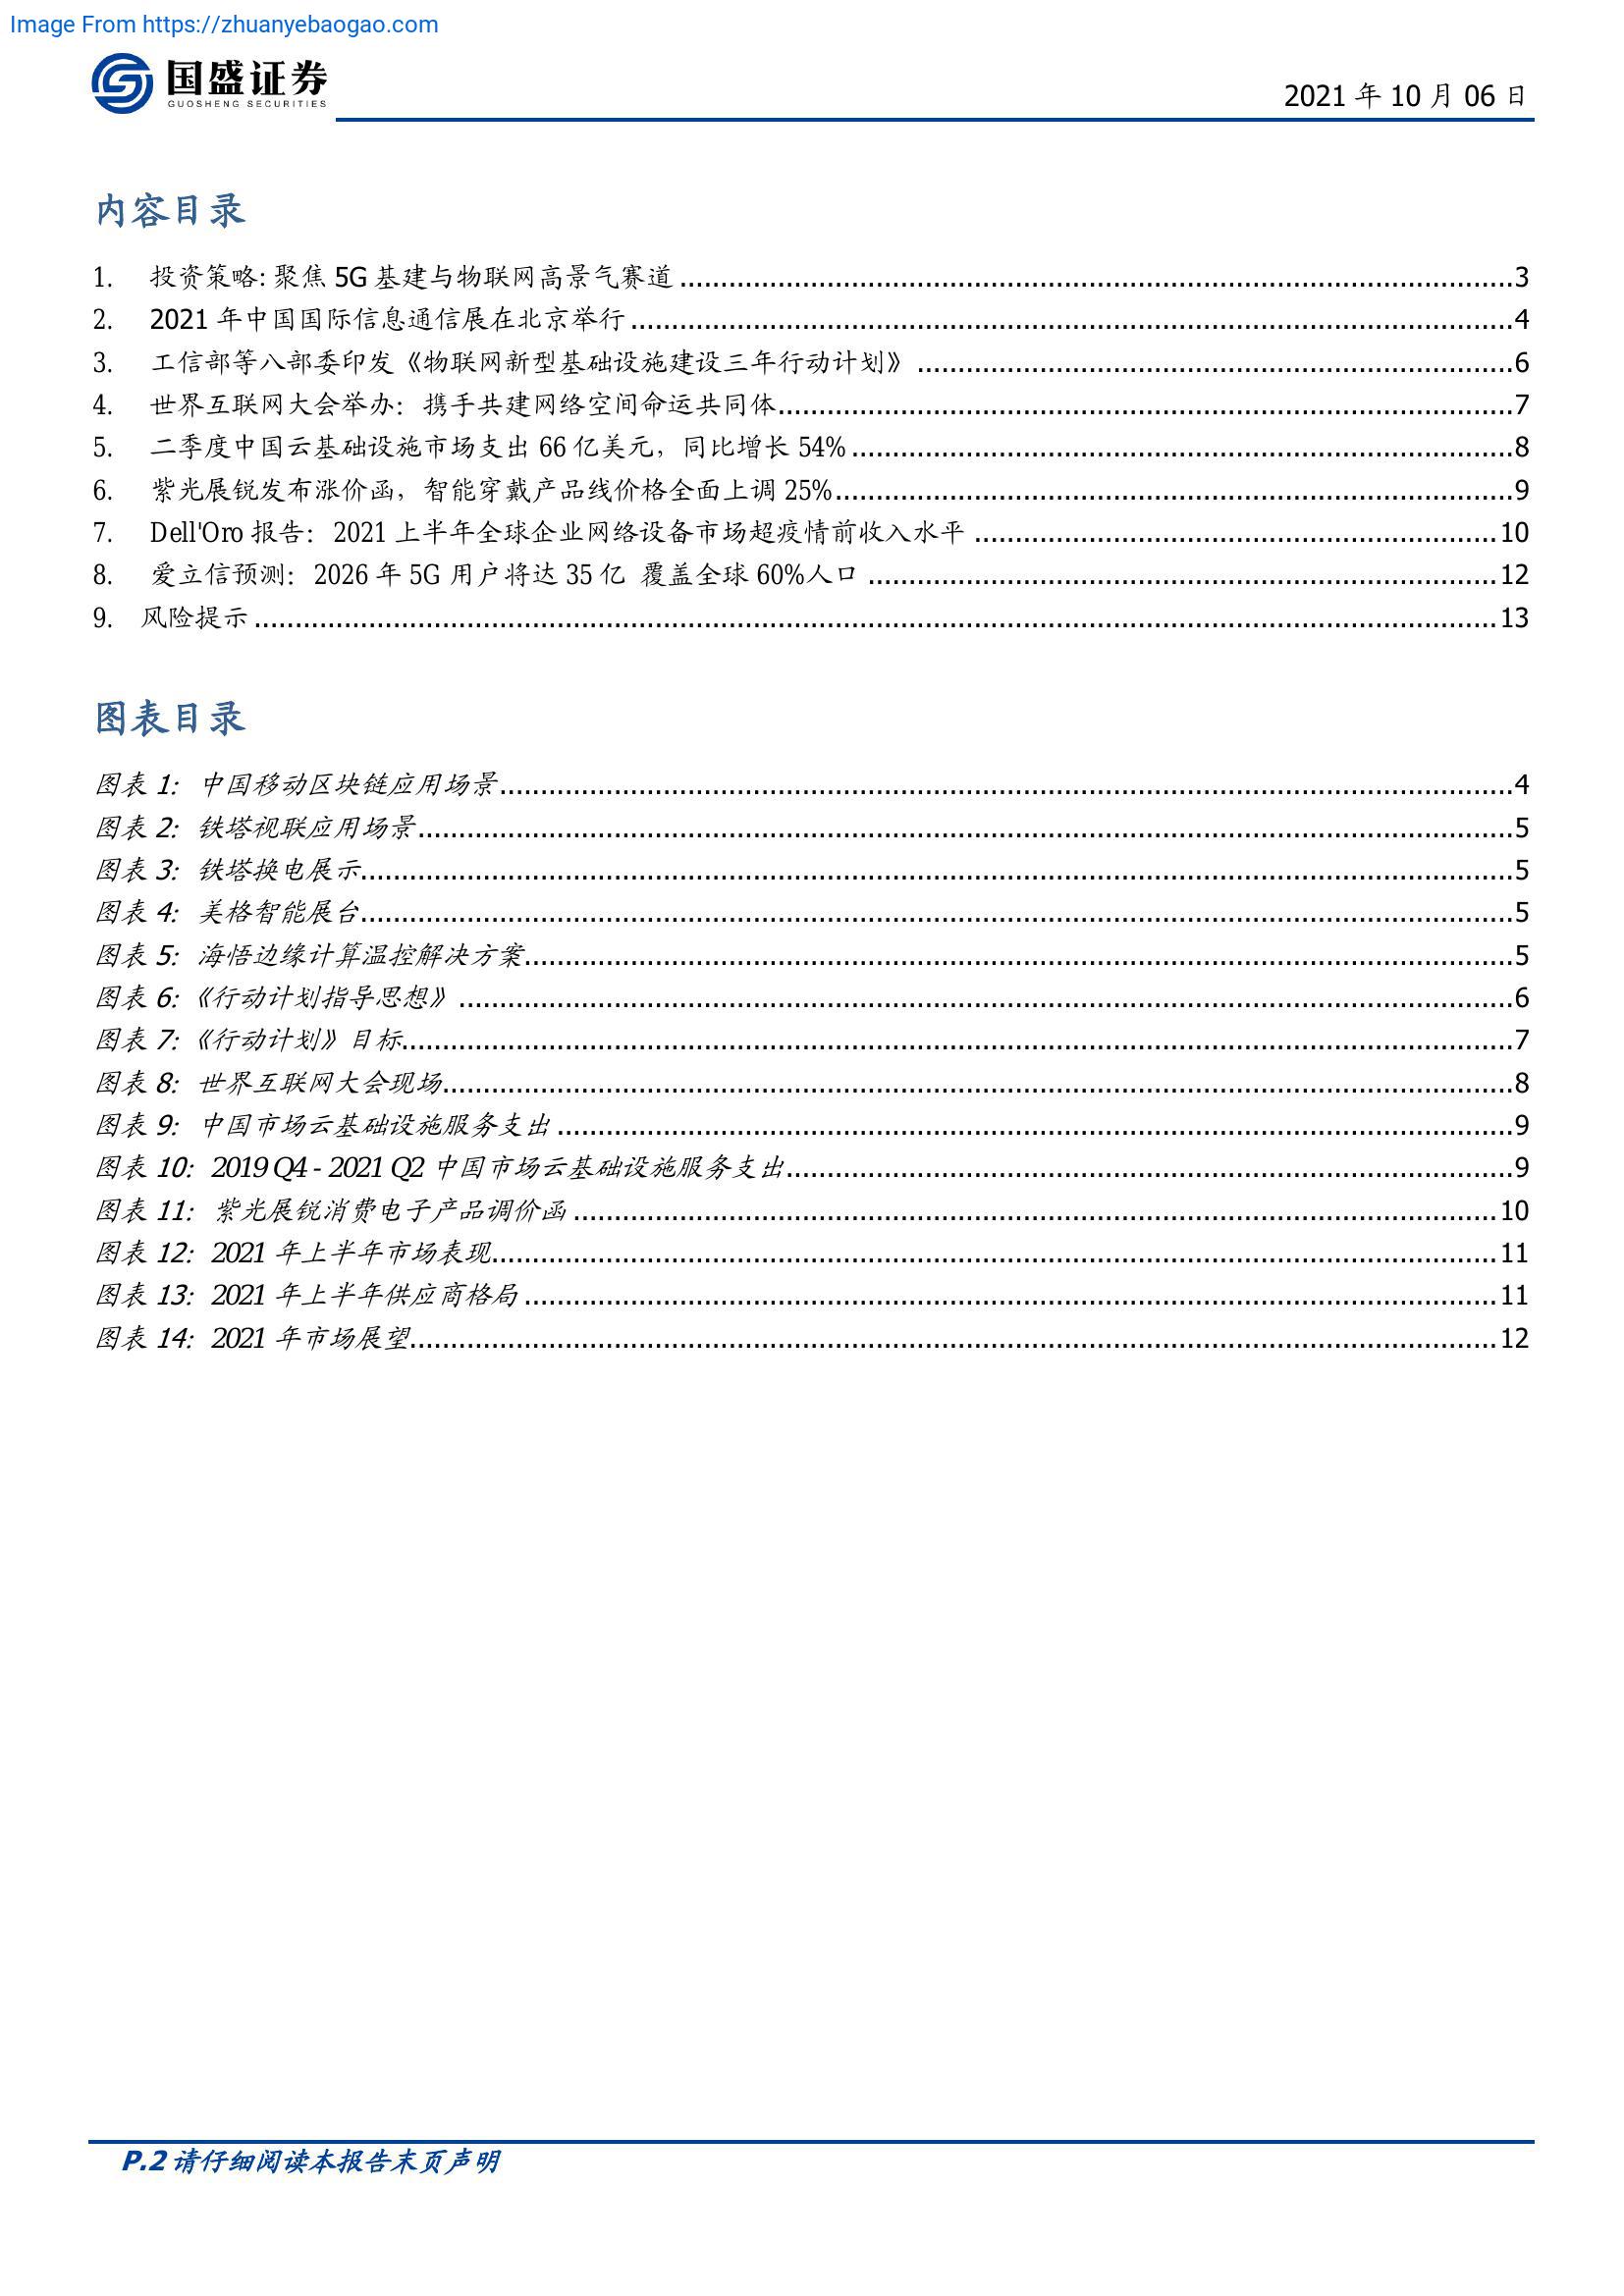 Image From https://zhuanyebaogao.com
国盛证券
GUOSHENG SECURITIES
2021 年 10 月 06 日
内容目录
1. 投资策略: 聚焦 5G 基建与物联网高景气赛道 3
2. 2021 年中国国际信息通信展在北京举行 4
3. 工信部等八部委印发《物联网新型基础设施建设三年行动计划》 6
4. 世界互联网大会举办：携手共建网络空间命运共同体 7
5. 二季度中国云基础设施市场支出 66 亿美元，同比增长 54% 8
6. 紫光展锐发布涨价函，智能穿戴产品线价格全面上调 25% 9
7. Dell'Oro 报告：2021 上半年全球企业网络设备市场超疫情前收入水平 10
8. 爱立信预测：2026 年 5G 用户将达 35 亿 覆盖全球 60%人口 12
9. 风险提示 13
图表目录
图表 1: 中国移动区块链应用场景 4
图表 2: 铁塔视联应用场景 5
图表 3: 铁塔换电展示 5
图表 4: 美格智能展台 5
图表 5: 海悟边缘计算温控解决方案 5
图表 6:《行动计划指导思想》 6
图表 7:《行动计划》目标 7
图表 8: 世界互联网大会现场 8
图表 9: 中国市场云基础设施服务支出 9
图表 10: 2019 Q4 - 2021 Q2 中国市场云基础设施服务支出 9
图表 11: 紫光展锐消费电子产品调价函 10
图表 12: 2021 年上半年市场表现 11
图表 13: 2021 年上半年供应商格局 11
图表 14: 2021 年市场展望 12
P.2 请仔细阅读本报告末页声明